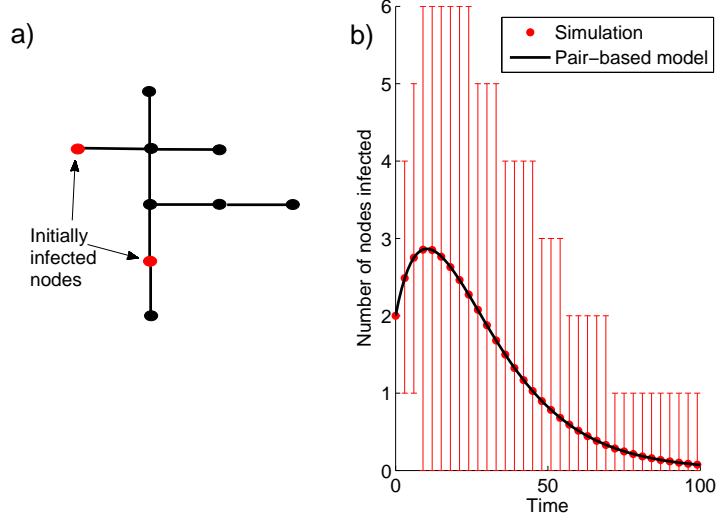 a)
Initially
infected
nodes
b)
Simulation
Pair−based model
Number of nodes infected
6
5
4
3
2
1
0
0
50
100
Time